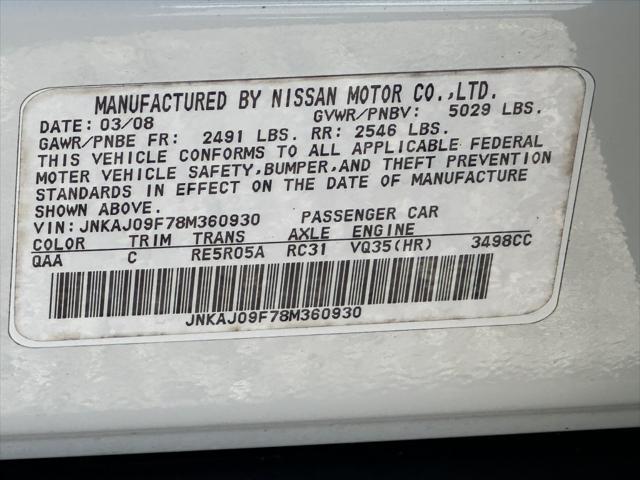 MANUFACTURED BY NISSAN MOTOR CO.,LTD.
DATE: 03/08 GVWR/PNBV: 5029 LBS.
GAWR/PNBE FR: 2491 LBS. RR: 2546 LBS.
THIS VEHICLE CONFORMS TO ALL APPLICABLE FEDERAL
MOTOR VEHICLE SAFETY,BUMPER,AND THEFT PREVENTION
STANDARDS IN EFFECT ON THE DATE OF MANUFACTURE
SHOWN ABOVE.
VIN: JNKAJ09F78M360930 PASSENGER CAR
COLOR TRIM TRANS AXLE ENGINE
QAA C RE5R05A RC31 VQ35(HR) 3498CC
JNKAJ09F78M360930